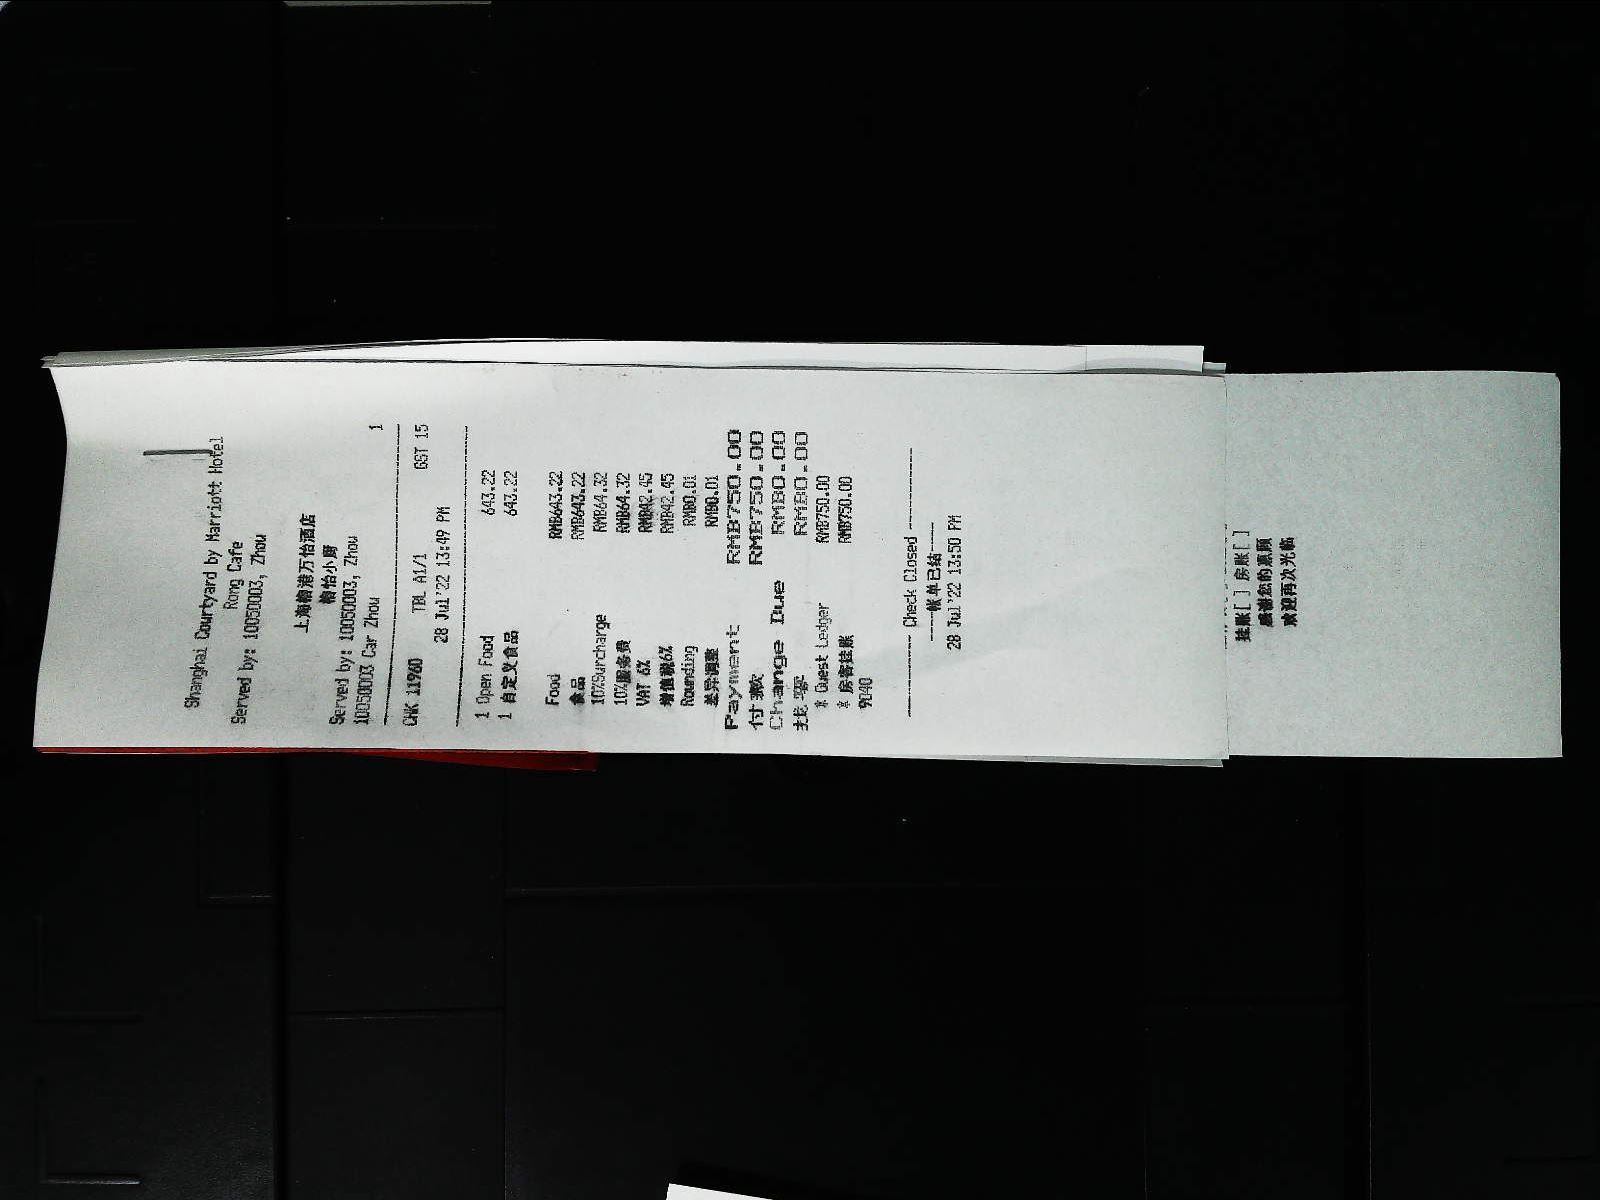 Shanghai Courtyard by Marriott Hotel
Rong Cafe
Served by: 10050003, Zhou
上海榕港万怡酒店
榕怡小厨
Served by: 10050003, Zhou
10050003 Car Zhou 1
CHK 11960 TBL A1/1 GST 15
28 Jul'22 13:49 PM
1 Open Food 643.22
1 自定义食品 643.22
Food RMB643.22
食品 RMB643.22
10%Surcharge RMB64.32
10%服务费 RMB64.32
VAT 6% RMB42.45
增值税6% RMB42.45
Rounding RMB0.01
差异调整 RMB0.01
Payment RMB750.00
付款 RMB750.00
Change Due RMB0.00
找零 RMB0.00
Guest Ledger RMB750.00
房客挂账 RMB750.00
9040
---------- Check Closed ----------
----帐单已结----
28 Jul'22 13:50 PM
挂账[ ] 房账[ ]
感谢您的惠顾
欢迎再次光临